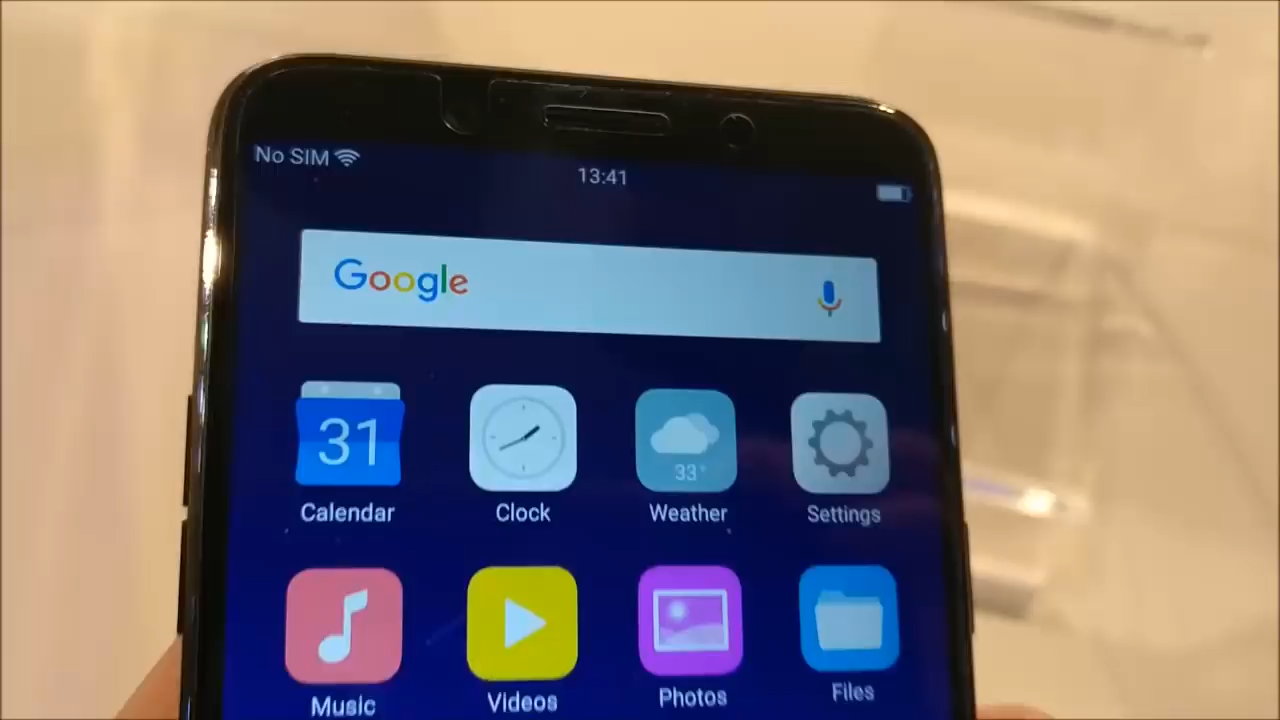 No SIM
13:41
Google
31
33°
Calendar
Clock
Weather
Settings
Music
Videos
Photos
Files